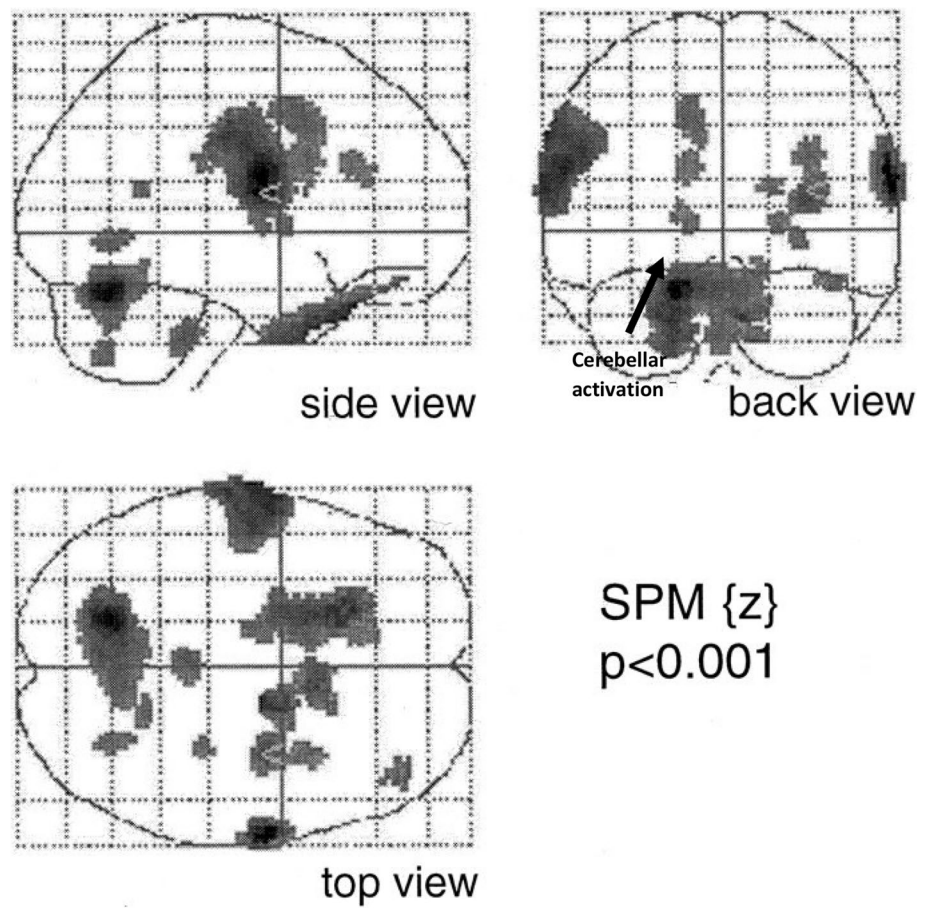 side view
Cerebellar
activation
back view
top view
SPM {z}
p<0.001